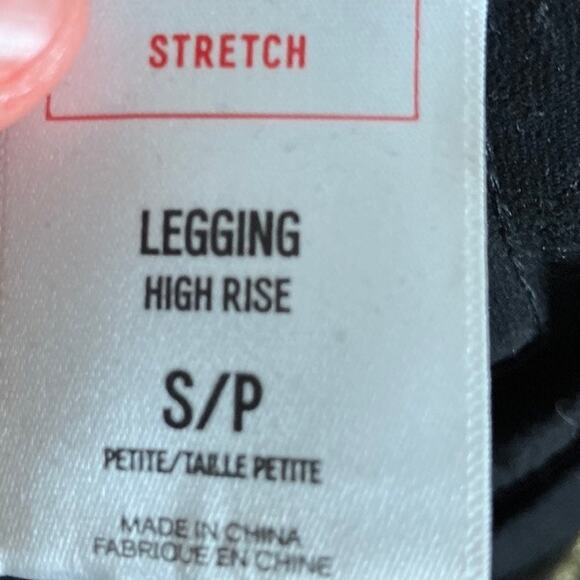 STRETCH
LEGGING
HIGH RISE
S/P
PETITE/TAILLE PETITE
MADE IN CHINA
FABRIQUE EN CHINE